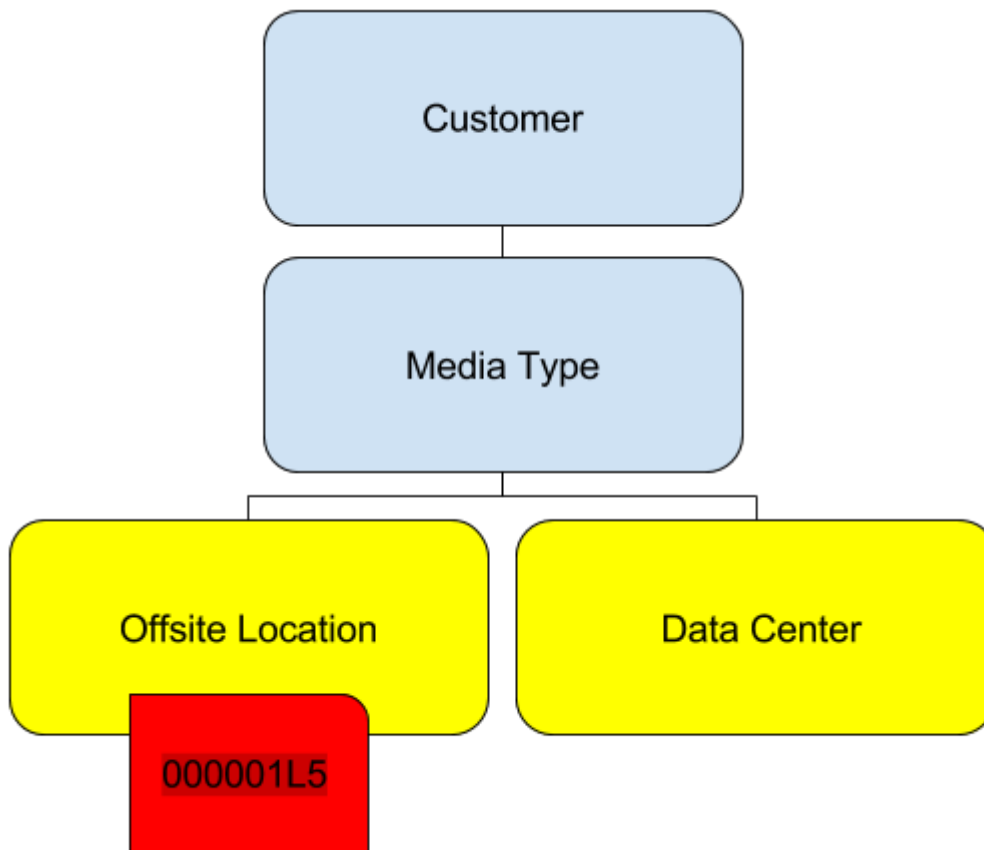 Customer
Media Type
Offsite Location
Data Center
000001L5